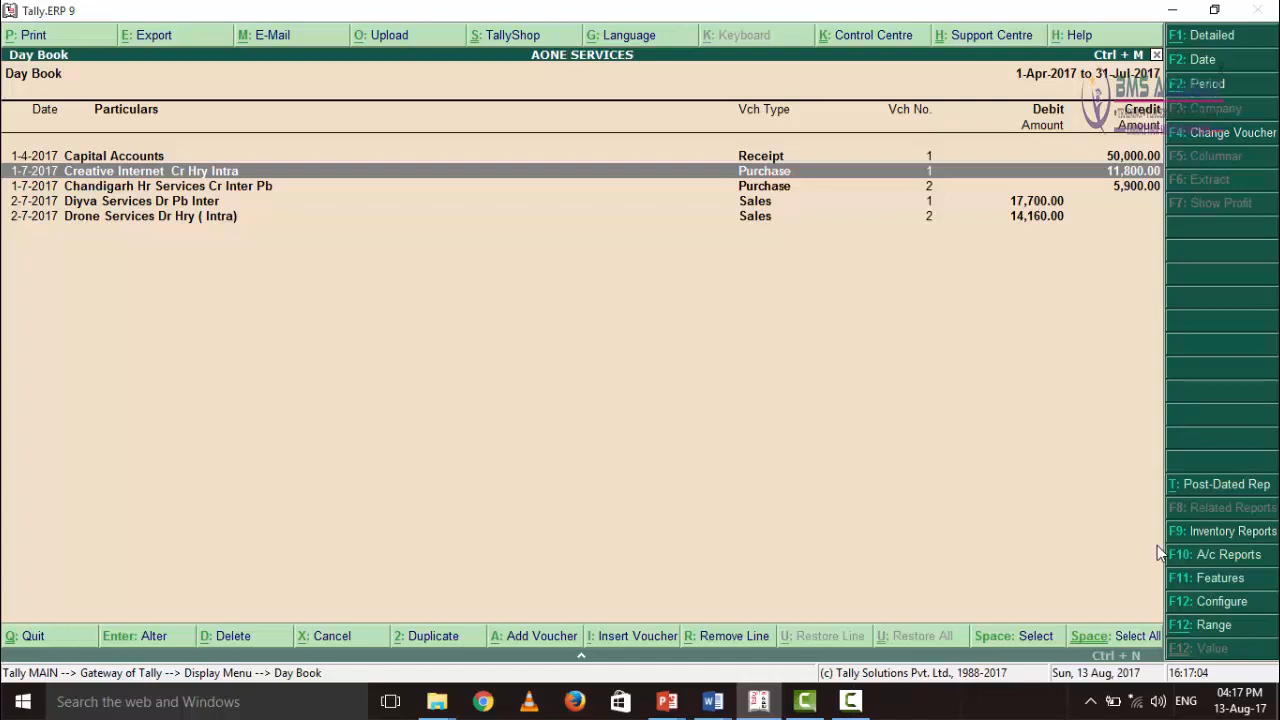 Tally.ERP 9
P: Print E: Export M: E-Mail O: Upload S: TallyShop G: Language K: Keyboard K: Control Centre H: Support Centre H: Help
Day Book AONE SERVICES Ctrl + M
Day Book 1-Apr-2017 to 31-Jul-2017
Date Particulars Vch Type Vch No. Debit Credit
Amount Amount
1-4-2017 Capital Accounts Receipt 1 50,000.00
1-7-2017 Creative Internet Cr Hry Intra Purchase 1 11,800.00
1-7-2017 Chandigarh Hr Services Cr Inter Pb Purchase 2 5,900.00
2-7-2017 Diyva Services Dr Pb Inter Sales 1 17,700.00
2-7-2017 Drone Services Dr Hry ( Intra) Sales 2 14,160.00
F1: Detailed
F2: Date
F2: Period
F3: Company
F4: Change Voucher
F5: Columnar
F6: Extract
F7: Show Profit
T: Post-Dated Rep
F8: Related Reports
F9: Inventory Reports
F10: A/c Reports
F11: Features
F12: Configure
F12: Range
F12: Value
BMS
Q: Quit Enter: Alter D: Delete X: Cancel 2: Duplicate A: Add Voucher I: Insert Voucher R: Remove Line U: Restore Line U: Restore All Space: Select Space: Select All
Ctrl + N
Tally MAIN --> Gateway of Tally --> Display Menu --> Day Book (c) Tally Solutions Pvt. Ltd., 1988-2017 Sun, 13 Aug, 2017 16:17:04
Search the web and Windows ENG 04:17 PM
13-Aug-17